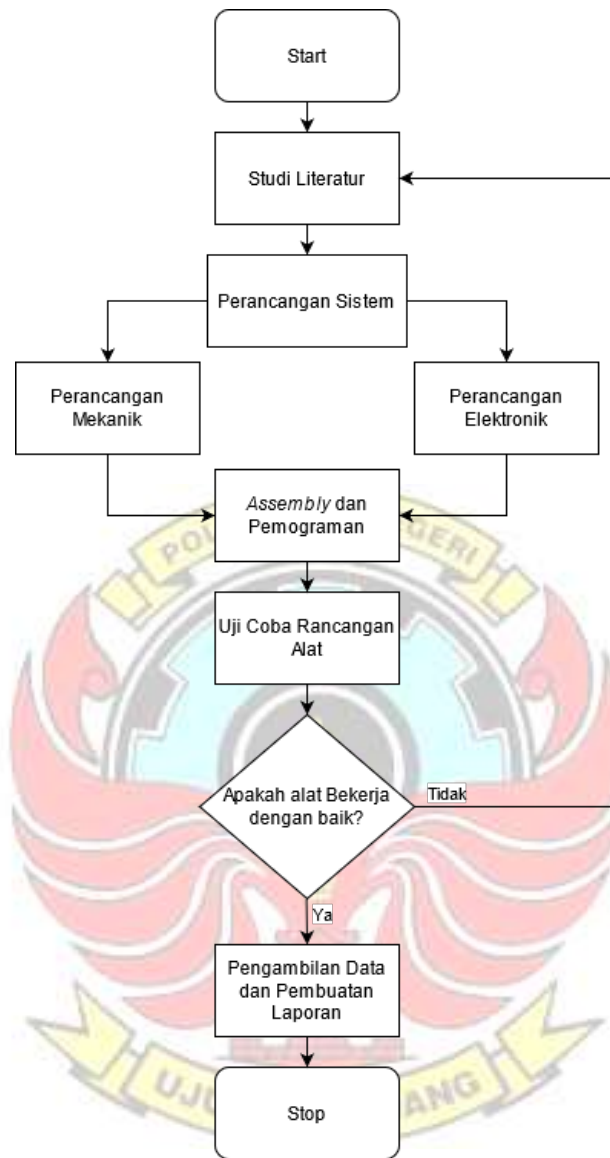 Start
Studi Literatur
Perancangan Sistem
Perancangan
Mekanik
Perancangan
Elektronik
Assembly dan
Pemograman
Uji Coba Rancangan
Alat
Apakah alat Bekerja
dengan baik?
Tidak
Ya
Pengambilan Data
dan Pembuatan
Laporan
Stop